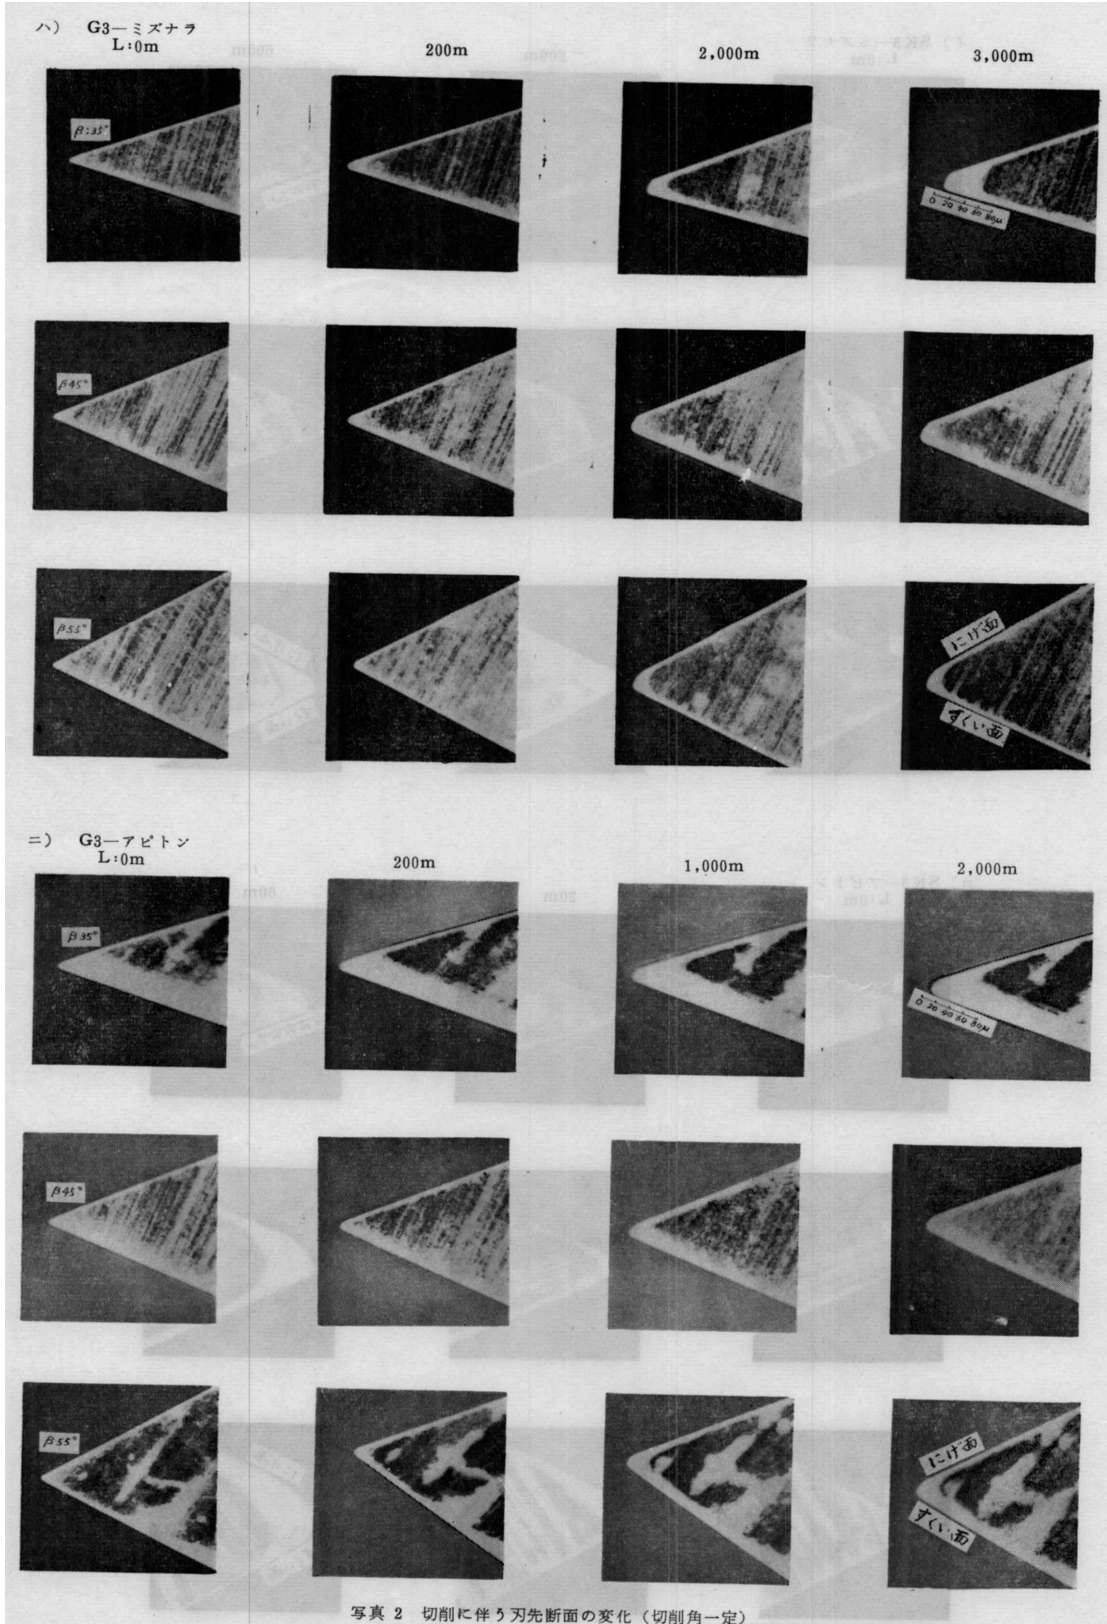 ハ) G3—ミズナラ
L:0m 200m 2,000m 3,000m
β:35°
0 20 40 60 80μ
β45°
β55°
にげ面
すくい面
ニ) G3—アピトン
L:0m 200m 1,000m 2,000m
β35°
0 20 40 60 80μ
β45°
β55°
にげ面
すくい面
写真 2 切削に伴う刃先断面の変化(切削角一定)